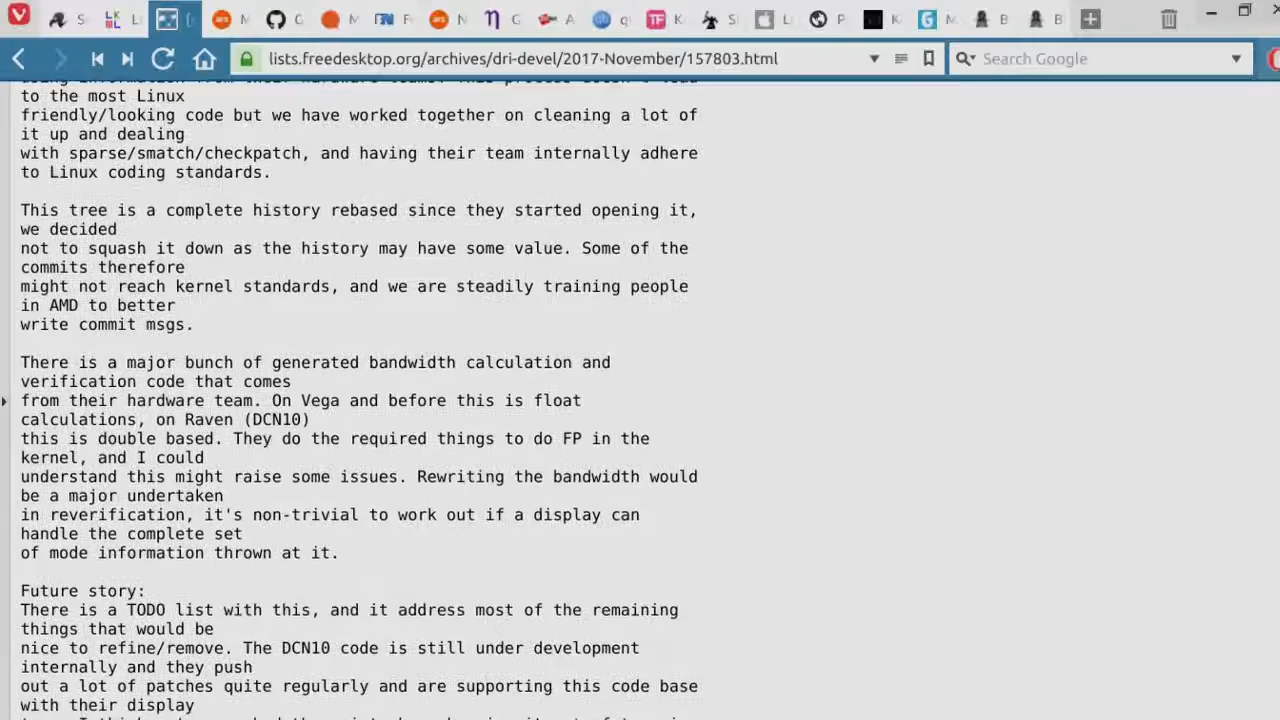 lists.freedesktop.org/archives/dri-devel/2017-November/157803.html
Search Google
to the most Linux
friendly/looking code but we have worked together on cleaning a lot of
it up and dealing
with sparse/smatch/checkpatch, and having their team internally adhere
to Linux coding standards.
This tree is a complete history rebased since they started opening it,
we decided
not to squash it down as the history may have some value. Some of the
commits therefore
might not reach kernel standards, and we are steadily training people
in AMD to better
write commit msgs.
There is a major bunch of generated bandwidth calculation and
verification code that comes
from their hardware team. On Vega and before this is float
calculations, on Raven (DCN10)
this is double based. They do the required things to do FP in the
kernel, and I could
understand this might raise some issues. Rewriting the bandwidth would
be a major undertaken
in reverification, it's non-trivial to work out if a display can
handle the complete set
of mode information thrown at it.
Future story:
There is a TODO list with this, and it address most of the remaining
things that would be
nice to refine/remove. The DCN10 code is still under development
internally and they push
out a lot of patches quite regularly and are supporting this code base
with their display